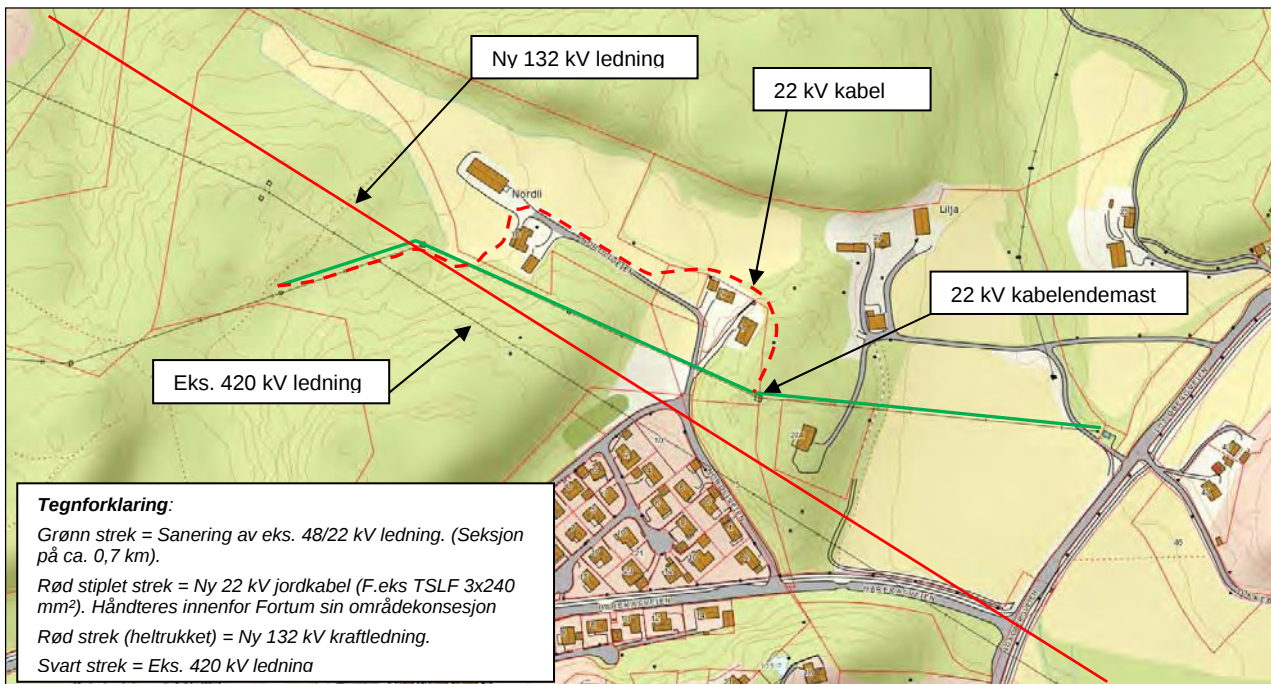 Ny 132 kV ledning
22 kV kabel
Nordli
Lilja
22 kV kabelendemast
Eks. 420 kV ledning
Tegnforklaring:
Grønn strek = Sanering av eks. 48/22 kV ledning. (Seksjon
på ca. 0,7 km).
Rød stiplet strek = Ny 22 kV jordkabel (F.eks TSLF 3x240
mm²). Håndteres innenfor Fortum sin områdekonsesjon
Rød strek (heltrukket) = Ny 132 kV kraftledning.
Svart strek = Eks. 420 kV ledning